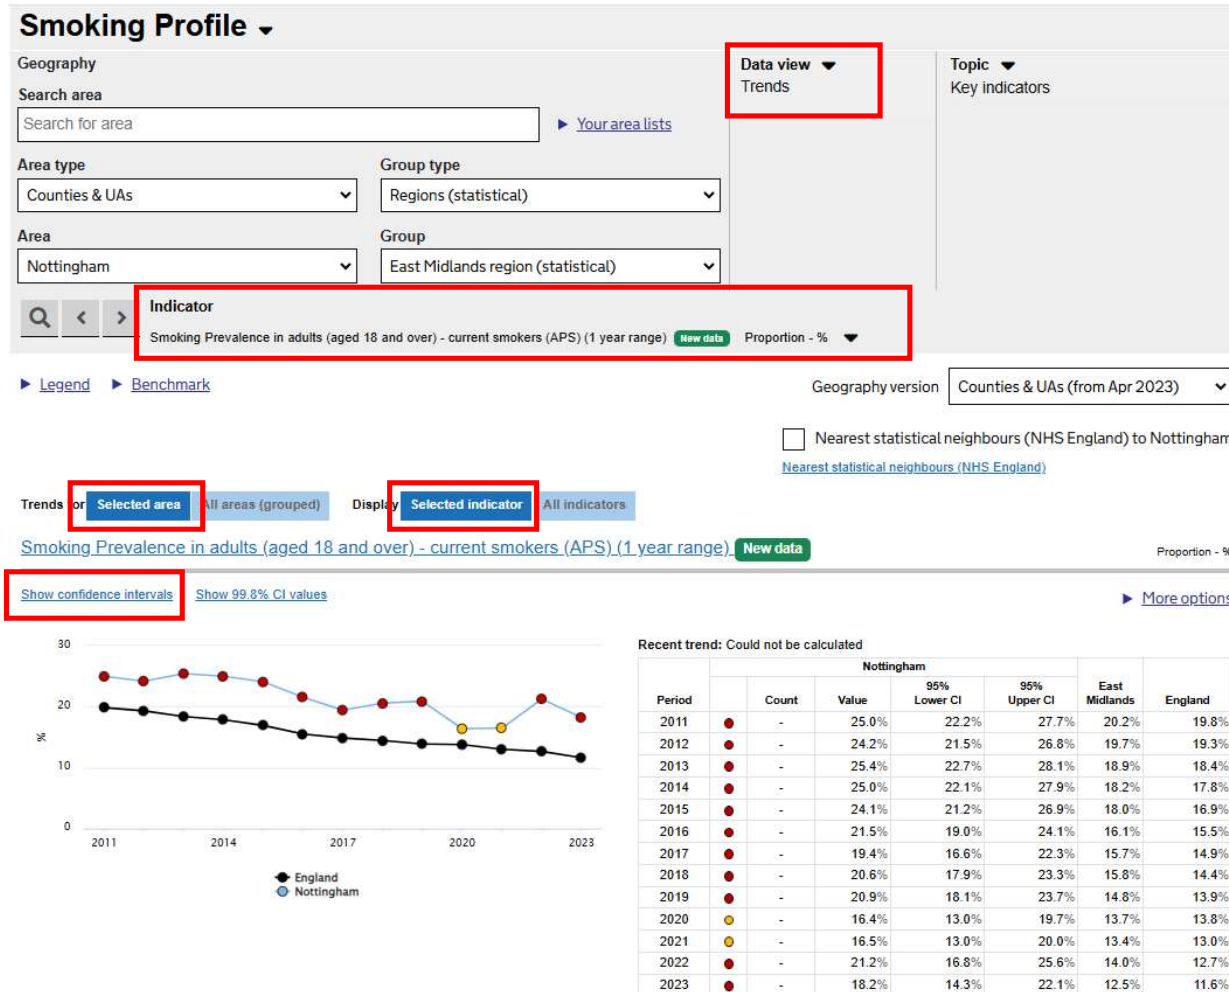 Smoking Profile
Geography
Data view
Trends
Topic
Key indicators
Search area
Search for area
Your area lists
Area type
Group type
Counties & UAs
Regions (statistical)
Area
Group
Nottingham
East Midlands region (statistical)
Indicator
Smoking Prevalence in adults (aged 18 and over) - current smokers (APS) (1 year range) New data Proportion - %
Legend Benchmark
Geography version Counties & UAs (from Apr 2023)
Nearest statistical neighbours (NHS England) to Nottingham
Nearest statistical neighbours (NHS England)
Trends for Selected area All areas (grouped) Display Selected indicator All indicators
Smoking Prevalence in adults (aged 18 and over) - current smokers (APS) (1 year range) New data
Proportion - %
Show confidence intervals Show 99.8% CI values
More options
30
20
%
10
0
2011 2014 2017 2020 2023
England
Nottingham
Recent trend: Could not be calculated
Nottingham
Period Count Value 95% Lower CI 95% Upper CI East Midlands England
2011 - 25.0% 22.2% 27.7% 20.2% 19.8%
2012 - 24.2% 21.5% 26.8% 19.7% 19.3%
2013 - 25.4% 22.7% 28.1% 18.9% 18.4%
2014 - 25.0% 22.1% 27.9% 18.2% 17.8%
2015 - 24.1% 21.2% 26.9% 18.0% 16.9%
2016 - 21.5% 19.0% 24.1% 16.1% 15.5%
2017 - 19.4% 16.6% 22.3% 15.7% 14.9%
2018 - 20.6% 17.9% 23.3% 15.8% 14.4%
2019 - 20.9% 18.1% 23.7% 14.8% 13.9%
2020 - 16.4% 13.0% 19.7% 13.7% 13.8%
2021 - 16.5% 13.0% 20.0% 13.4% 13.0%
2022 - 21.2% 16.8% 25.6% 14.0% 12.7%
2023 - 18.2% 14.3% 22.1% 12.5% 11.6%